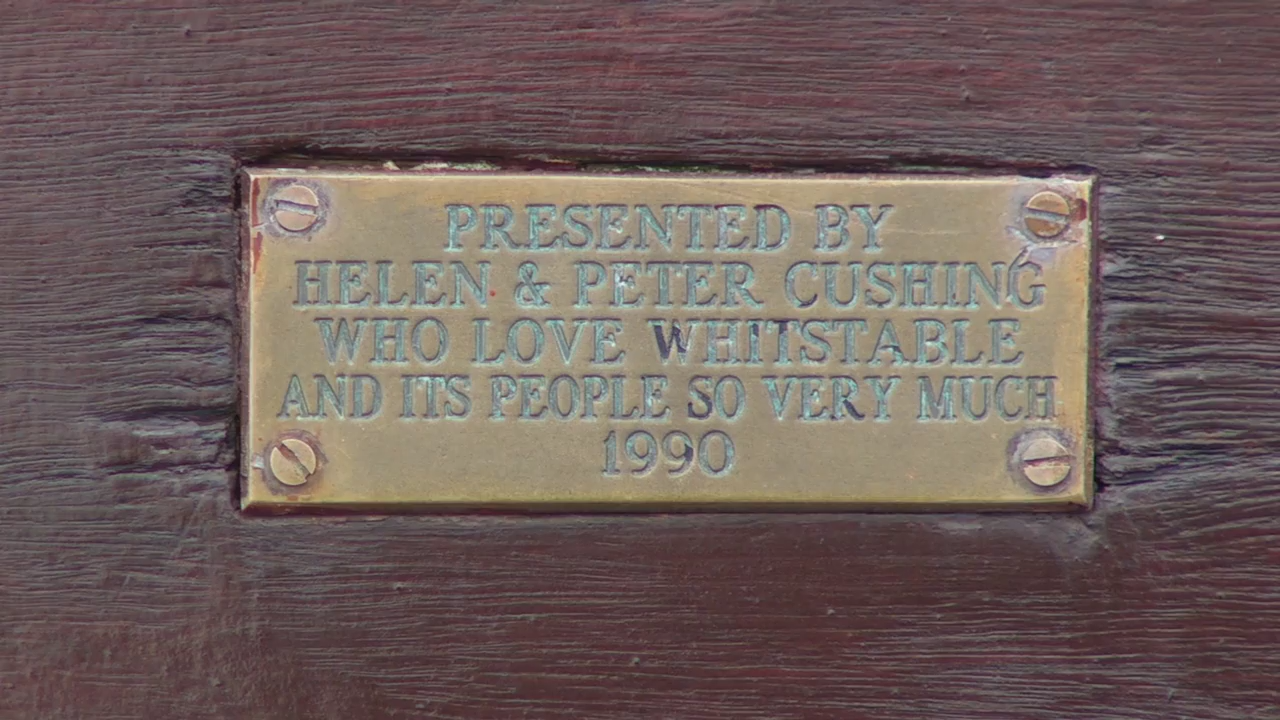 PRESENTED BY
HELEN & PETER CUSHING
WHO LOVE WHITSTABLE
AND ITS PEOPLE SO VERY MUCH
1990